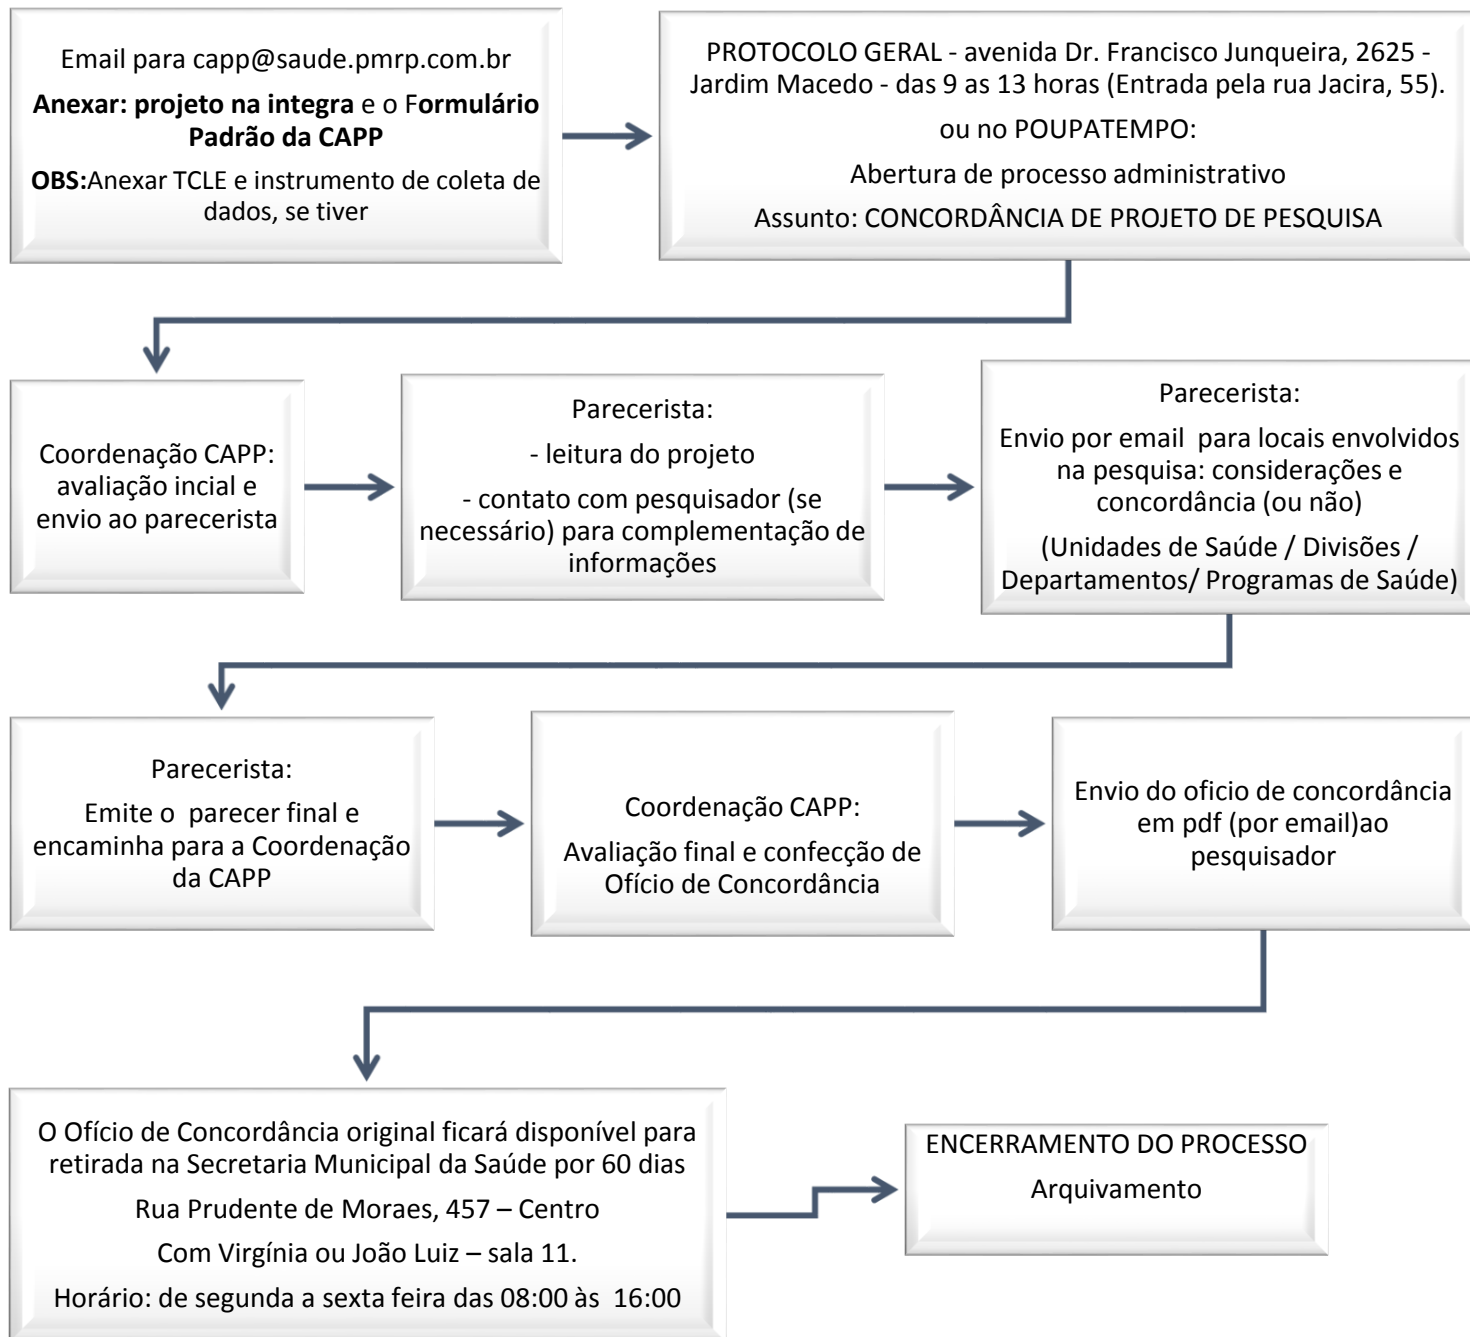 Email para capp@saude.pmrp.com.br
Anexar: projeto na integra e o Formulário
Padrão da CAPP
OBS:Anexar TCLE e instrumento de coleta de
dados, se tiver
PROTOCOLO GERAL - avenida Dr. Francisco Junqueira, 2625 -
Jardim Macedo - das 9 as 13 horas (Entrada pela rua Jacira, 55).
ou no POUPATEMPO:
Abertura de processo administrativo
Assunto: CONCORDÂNCIA DE PROJETO DE PESQUISA
Coordenação CAPP:
avaliação incial e
envio ao parecerista
Parecerista:
- leitura do projeto
- contato com pesquisador (se
necessário) para complementação de
informações
Parecerista:
Envio por email para locais envolvidos
na pesquisa: considerações e
concordância (ou não)
(Unidades de Saúde / Divisões /
Departamentos/ Programas de Saúde)
Parecerista:
Emite o parecer final e
encaminha para a Coordenação
da CAPP
Coordenação CAPP:
Avaliação final e confecção de
Ofício de Concordância
Envio do oficio de concordância
em pdf (por email)ao
pesquisador
O Ofício de Concordância original ficará disponível para
retirada na Secretaria Municipal da Saúde por 60 dias
Rua Prudente de Moraes, 457 – Centro
Com Virgínia ou João Luiz – sala 11.
Horário: de segunda a sexta feira das 08:00 às 16:00
ENCERRAMENTO DO PROCESSO
Arquivamento